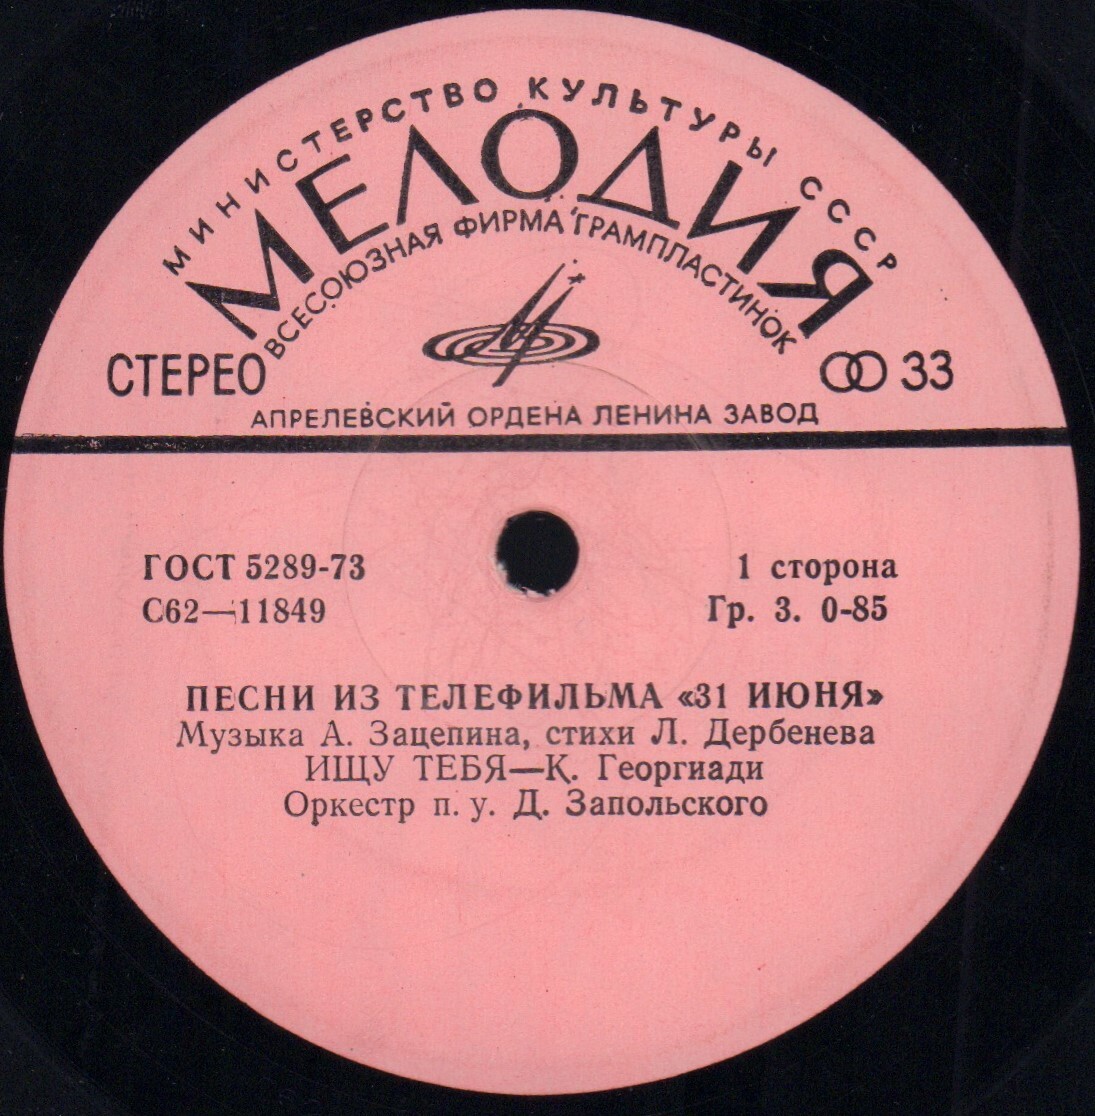 МИНИСТЕРСТВО КУЛЬТУРЫ СССР
МЕЛОДИЯ
ВСЕСОЮЗНАЯ ФИРМА ГРАМПЛАСТИНОК
СТЕРЕО
33
АПРЕЛЕВСКИЙ ОРДЕНА ЛЕНИНА ЗАВОД
ГОСТ 5289-73
1 сторона
С62—11849
Гр. 3. 0-85
ПЕСНИ ИЗ ТЕЛЕФИЛЬМА «31 ИЮНЯ»
Музыка А. Зацепина, стихи Л. Дербенева
ИЩУ ТЕБЯ—К. Георгиади
Оркестр п. у. Д. Запольского